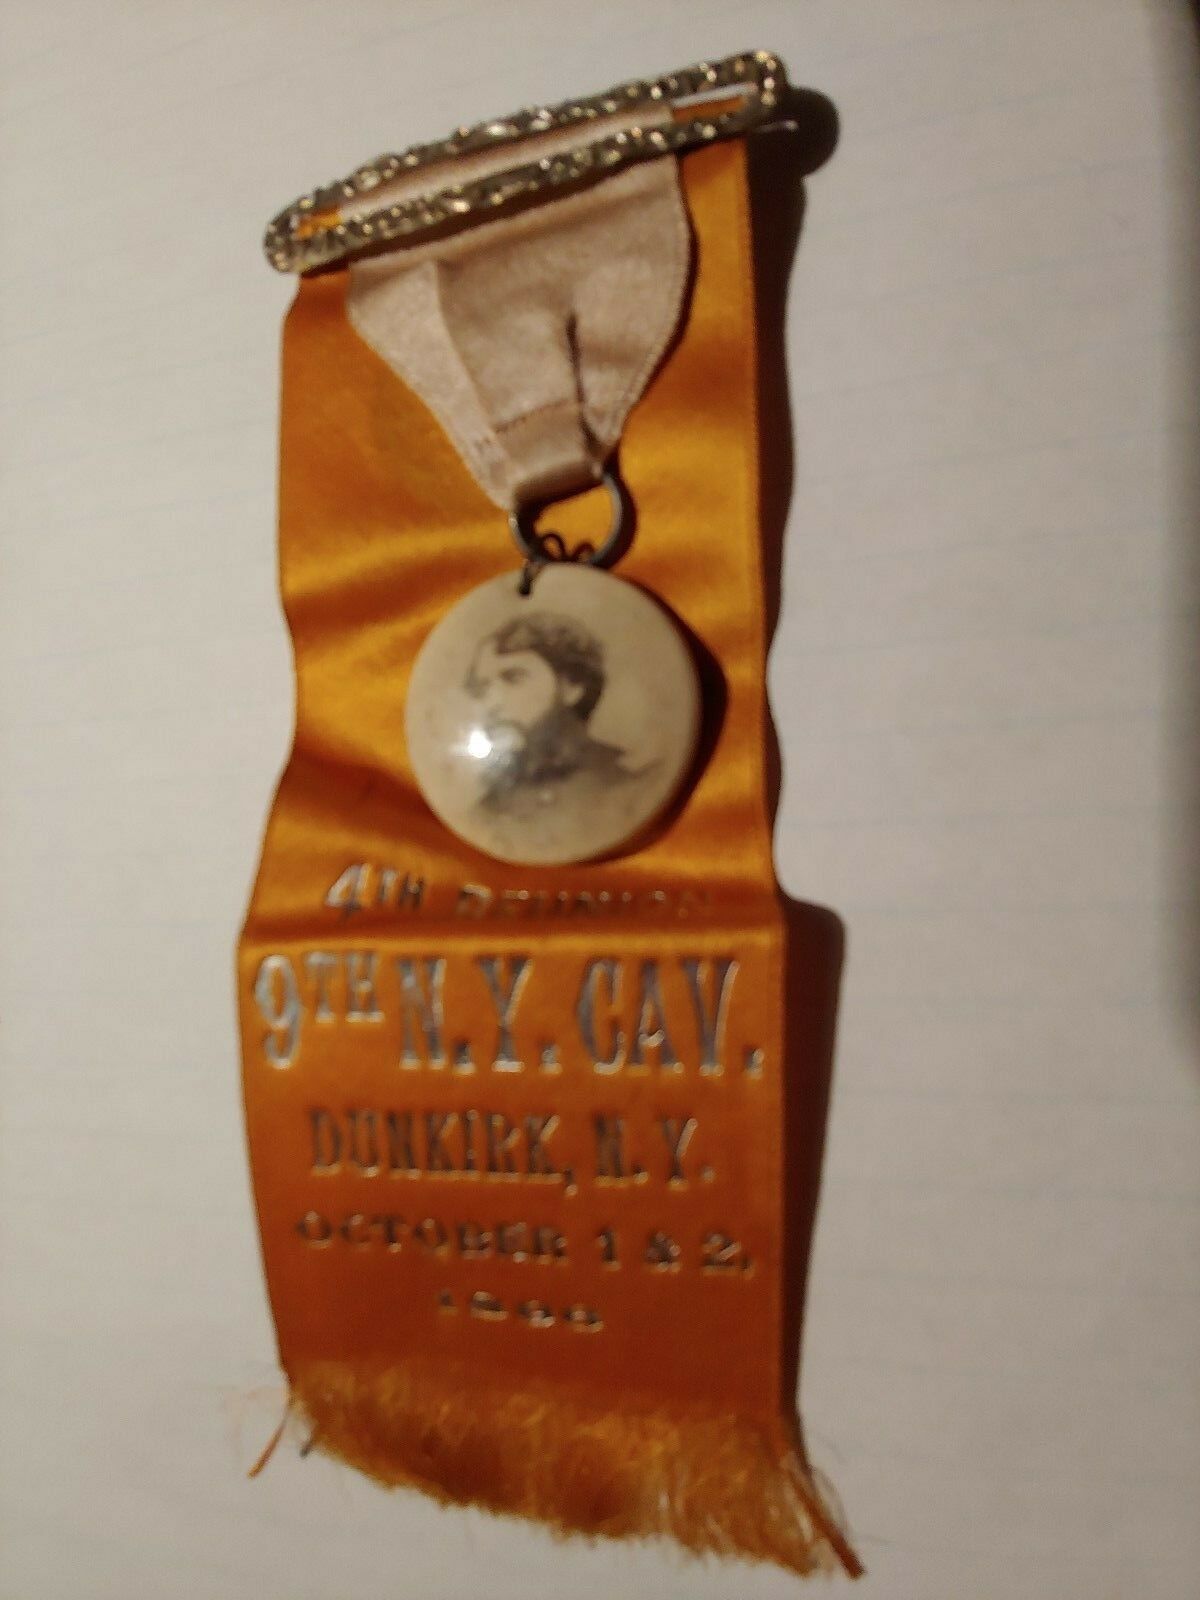 4TH REUNION
9TH N.Y. CAV.
DUNKIRK, N.Y.
OCTOBER 1 & 2,